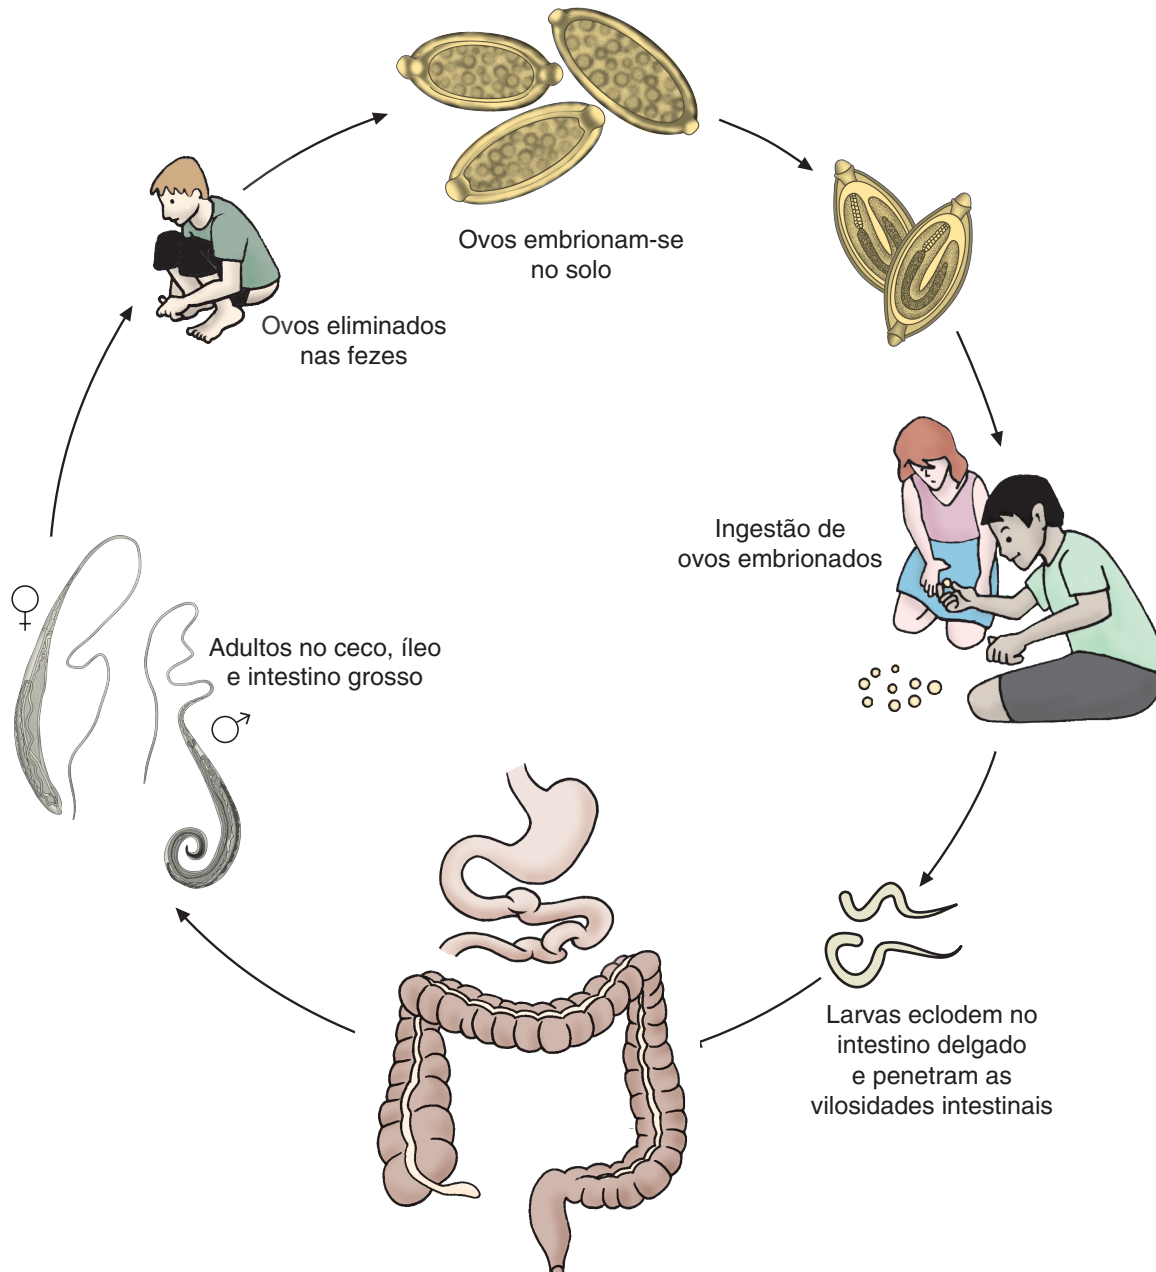 Ovos embrionam-se
no solo
Ovos eliminados
nas fezes
Ingestão de
ovos embrionados
Adultos no ceco, íleo
e intestino grosso
Larvas eclodem no
intestino delgado
e penetram as
vilosidades intestinais